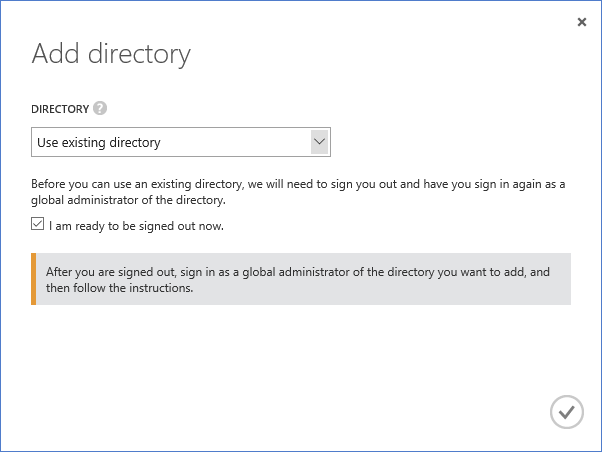 Add directory
DIRECTORY ?
Use existing directory
Before you can use an existing directory, we will need to sign you out and have you sign in again as a
global administrator of the directory.
I am ready to be signed out now.
After you are signed out, sign in as a global administrator of the directory you want to add, and
then follow the instructions.